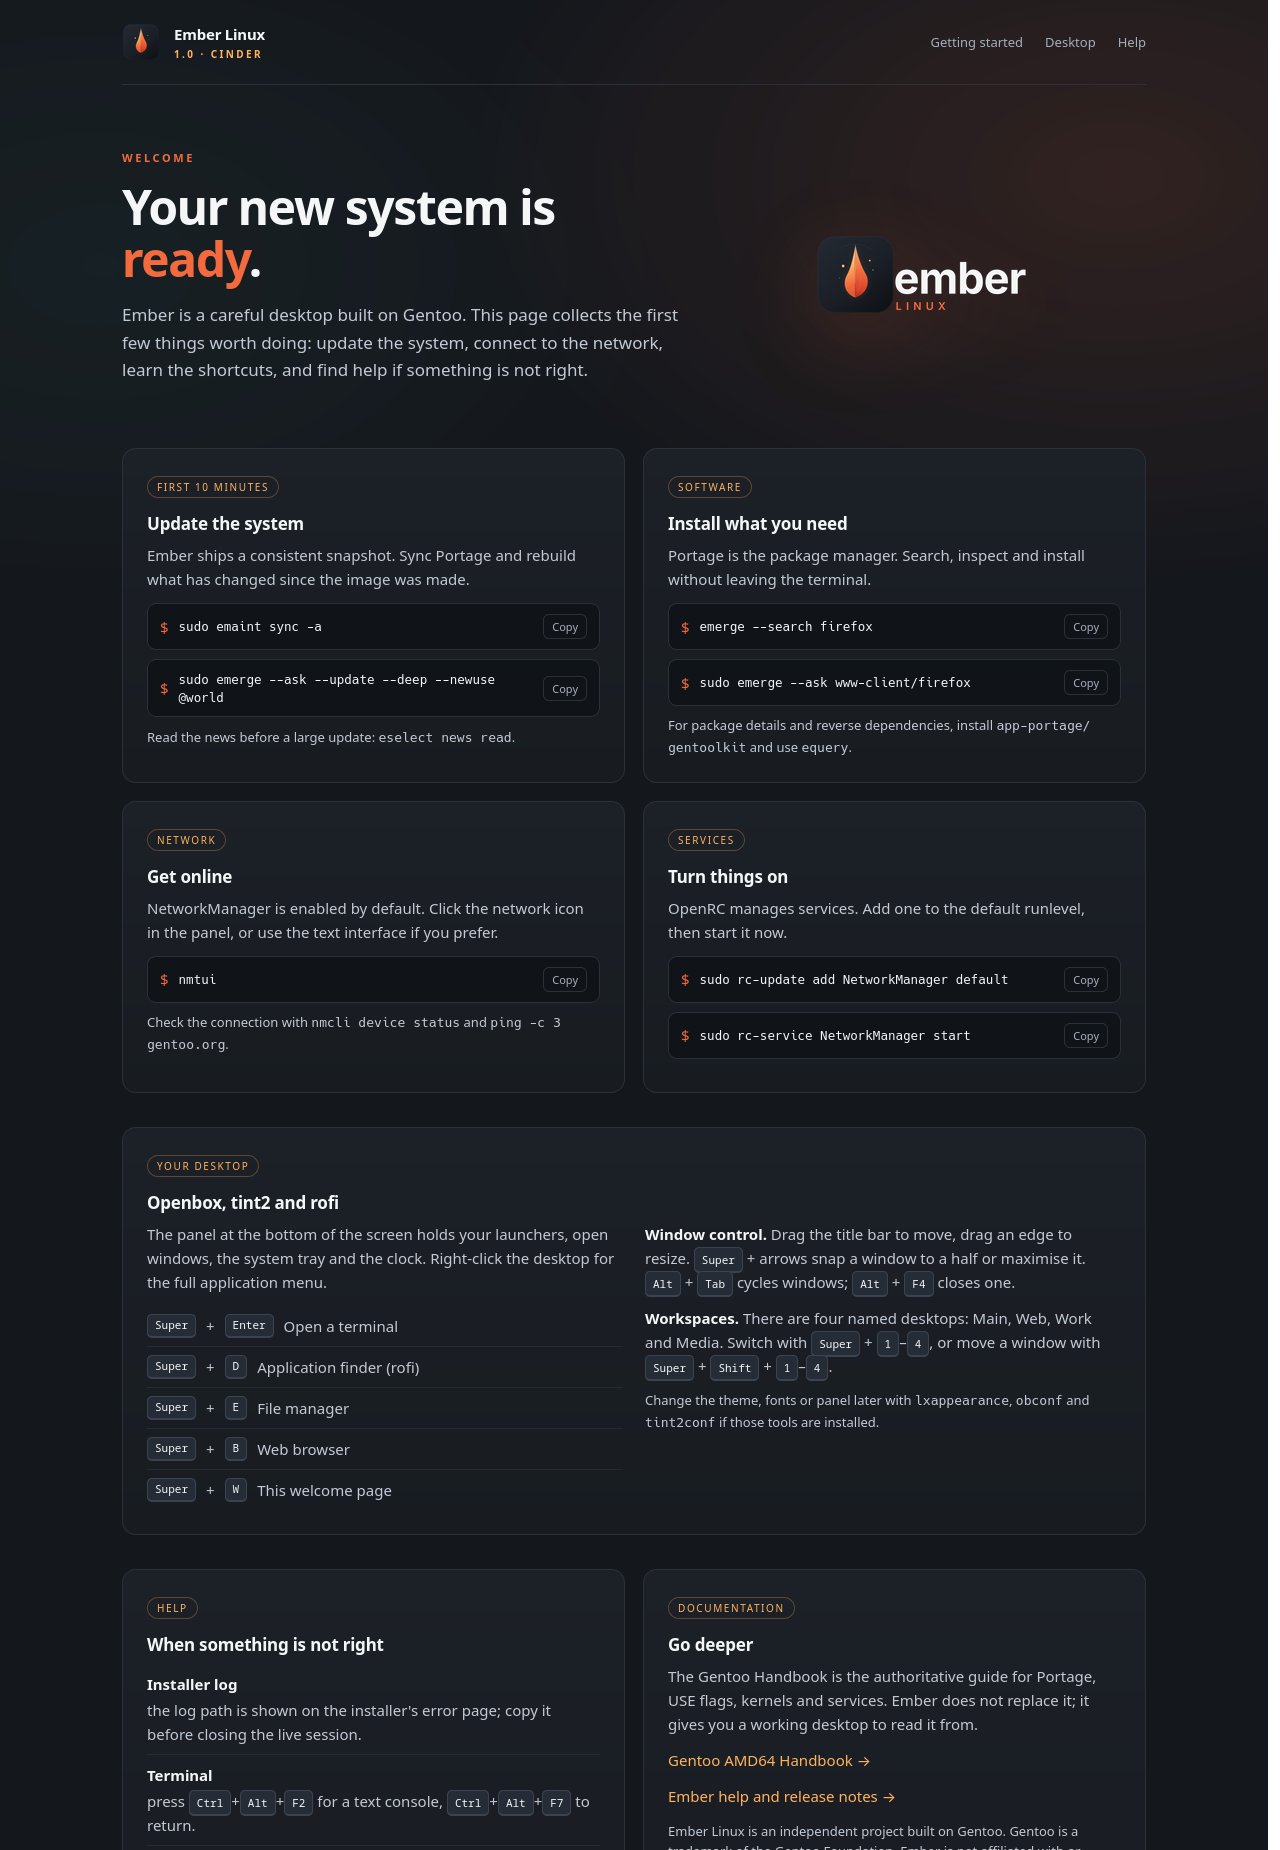 Ember Linux
1.0 · CINDER
Getting started
Desktop
Help
WELCOME
Your new system is
ready.
Ember is a careful desktop built on Gentoo. This page collects the first
few things worth doing: update the system, connect to the network,
learn the shortcuts, and find help if something is not right.
ember
LINUX
FIRST 10 MINUTES
Update the system
Ember ships a consistent snapshot. Sync Portage and rebuild
what has changed since the image was made.
$ sudo emaint sync -a Copy
$ sudo emerge --ask --update --deep --newuse
@world Copy
Read the news before a large update: eselect news read.
SOFTWARE
Install what you need
Portage is the package manager. Search, inspect and install
without leaving the terminal.
$ emerge --search firefox Copy
$ sudo emerge --ask www-client/firefox Copy
For package details and reverse dependencies, install app-portage/
gentoolkit and use equery.
NETWORK
Get online
NetworkManager is enabled by default. Click the network icon
in the panel, or use the text interface if you prefer.
$ nmtui Copy
Check the connection with nmcli device status and ping -c 3
gentoo.org.
SERVICES
Turn things on
OpenRC manages services. Add one to the default runlevel,
then start it now.
$ sudo rc-update add NetworkManager default Copy
$ sudo rc-service NetworkManager start Copy
YOUR DESKTOP
Openbox, tint2 and rofi
The panel at the bottom of the screen holds your launchers, open
windows, the system tray and the clock. Right-click the desktop for
the full application menu.
Super + Enter Open a terminal
Super + D Application finder (rofi)
Super + E File manager
Super + B Web browser
Super + W This welcome page
Window control. Drag the title bar to move, drag an edge to
resize. Super + arrows snap a window to a half or maximise it.
Alt + Tab cycles windows; Alt + F4 closes one.
Workspaces. There are four named desktops: Main, Web, Work
and Media. Switch with Super + 1–4, or move a window with
Super + Shift + 1–4.
Change the theme, fonts or panel later with lxappearance, obconf and
tint2conf if those tools are installed.
HELP
When something is not right
Installer log
the log path is shown on the installer's error page; copy it
before closing the live session.
Terminal
press Ctrl+Alt+F2 for a text console, Ctrl+Alt+F7 to
return.
DOCUMENTATION
Go deeper
The Gentoo Handbook is the authoritative guide for Portage,
USE flags, kernels and services. Ember does not replace it; it
gives you a working desktop to read it from.
Gentoo AMD64 Handbook →
Ember help and release notes →
Ember Linux is an independent project built on Gentoo. Gentoo is a
trademark of the Gentoo Foundation. Ember is not affiliated with or